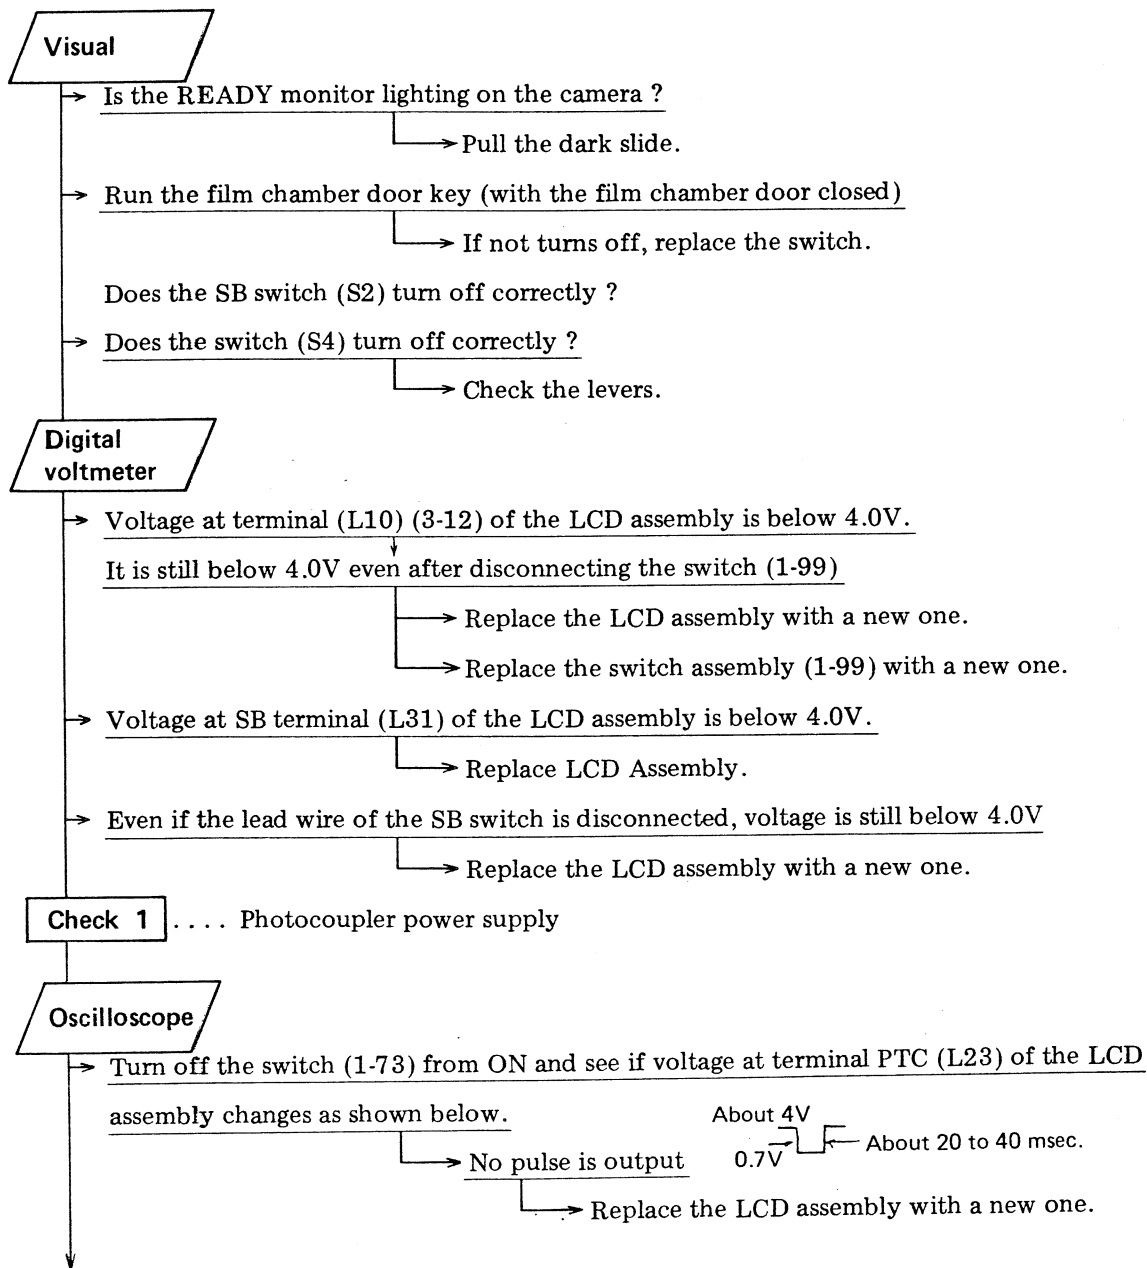 Visual
Is the READY monitor lighting on the camera ?
Pull the dark slide.
Run the film chamber door key (with the film chamber door closed)
If not turns off, replace the switch.
Does the SB switch (S2) turn off correctly ?
Does the switch (S4) turn off correctly ?
Check the levers.
Digital
voltmeter
Voltage at terminal (L10) (3-12) of the LCD assembly is below 4.0V.
It is still below 4.0V even after disconnecting the switch (1-99)
Replace the LCD assembly with a new one.
Replace the switch assembly (1-99) with a new one.
Voltage at SB terminal (L31) of the LCD assembly is below 4.0V.
Replace LCD Assembly.
Even if the lead wire of the SB switch is disconnected, voltage is still below 4.0V
Replace the LCD assembly with a new one.
Check 1 .... Photocoupler power supply
Oscilloscope
Turn off the switch (1-73) from ON and see if voltage at terminal PTC (L23) of the LCD
assembly changes as shown below.
About 4V
0.7V
About 20 to 40 msec.
No pulse is output
Replace the LCD assembly with a new one.